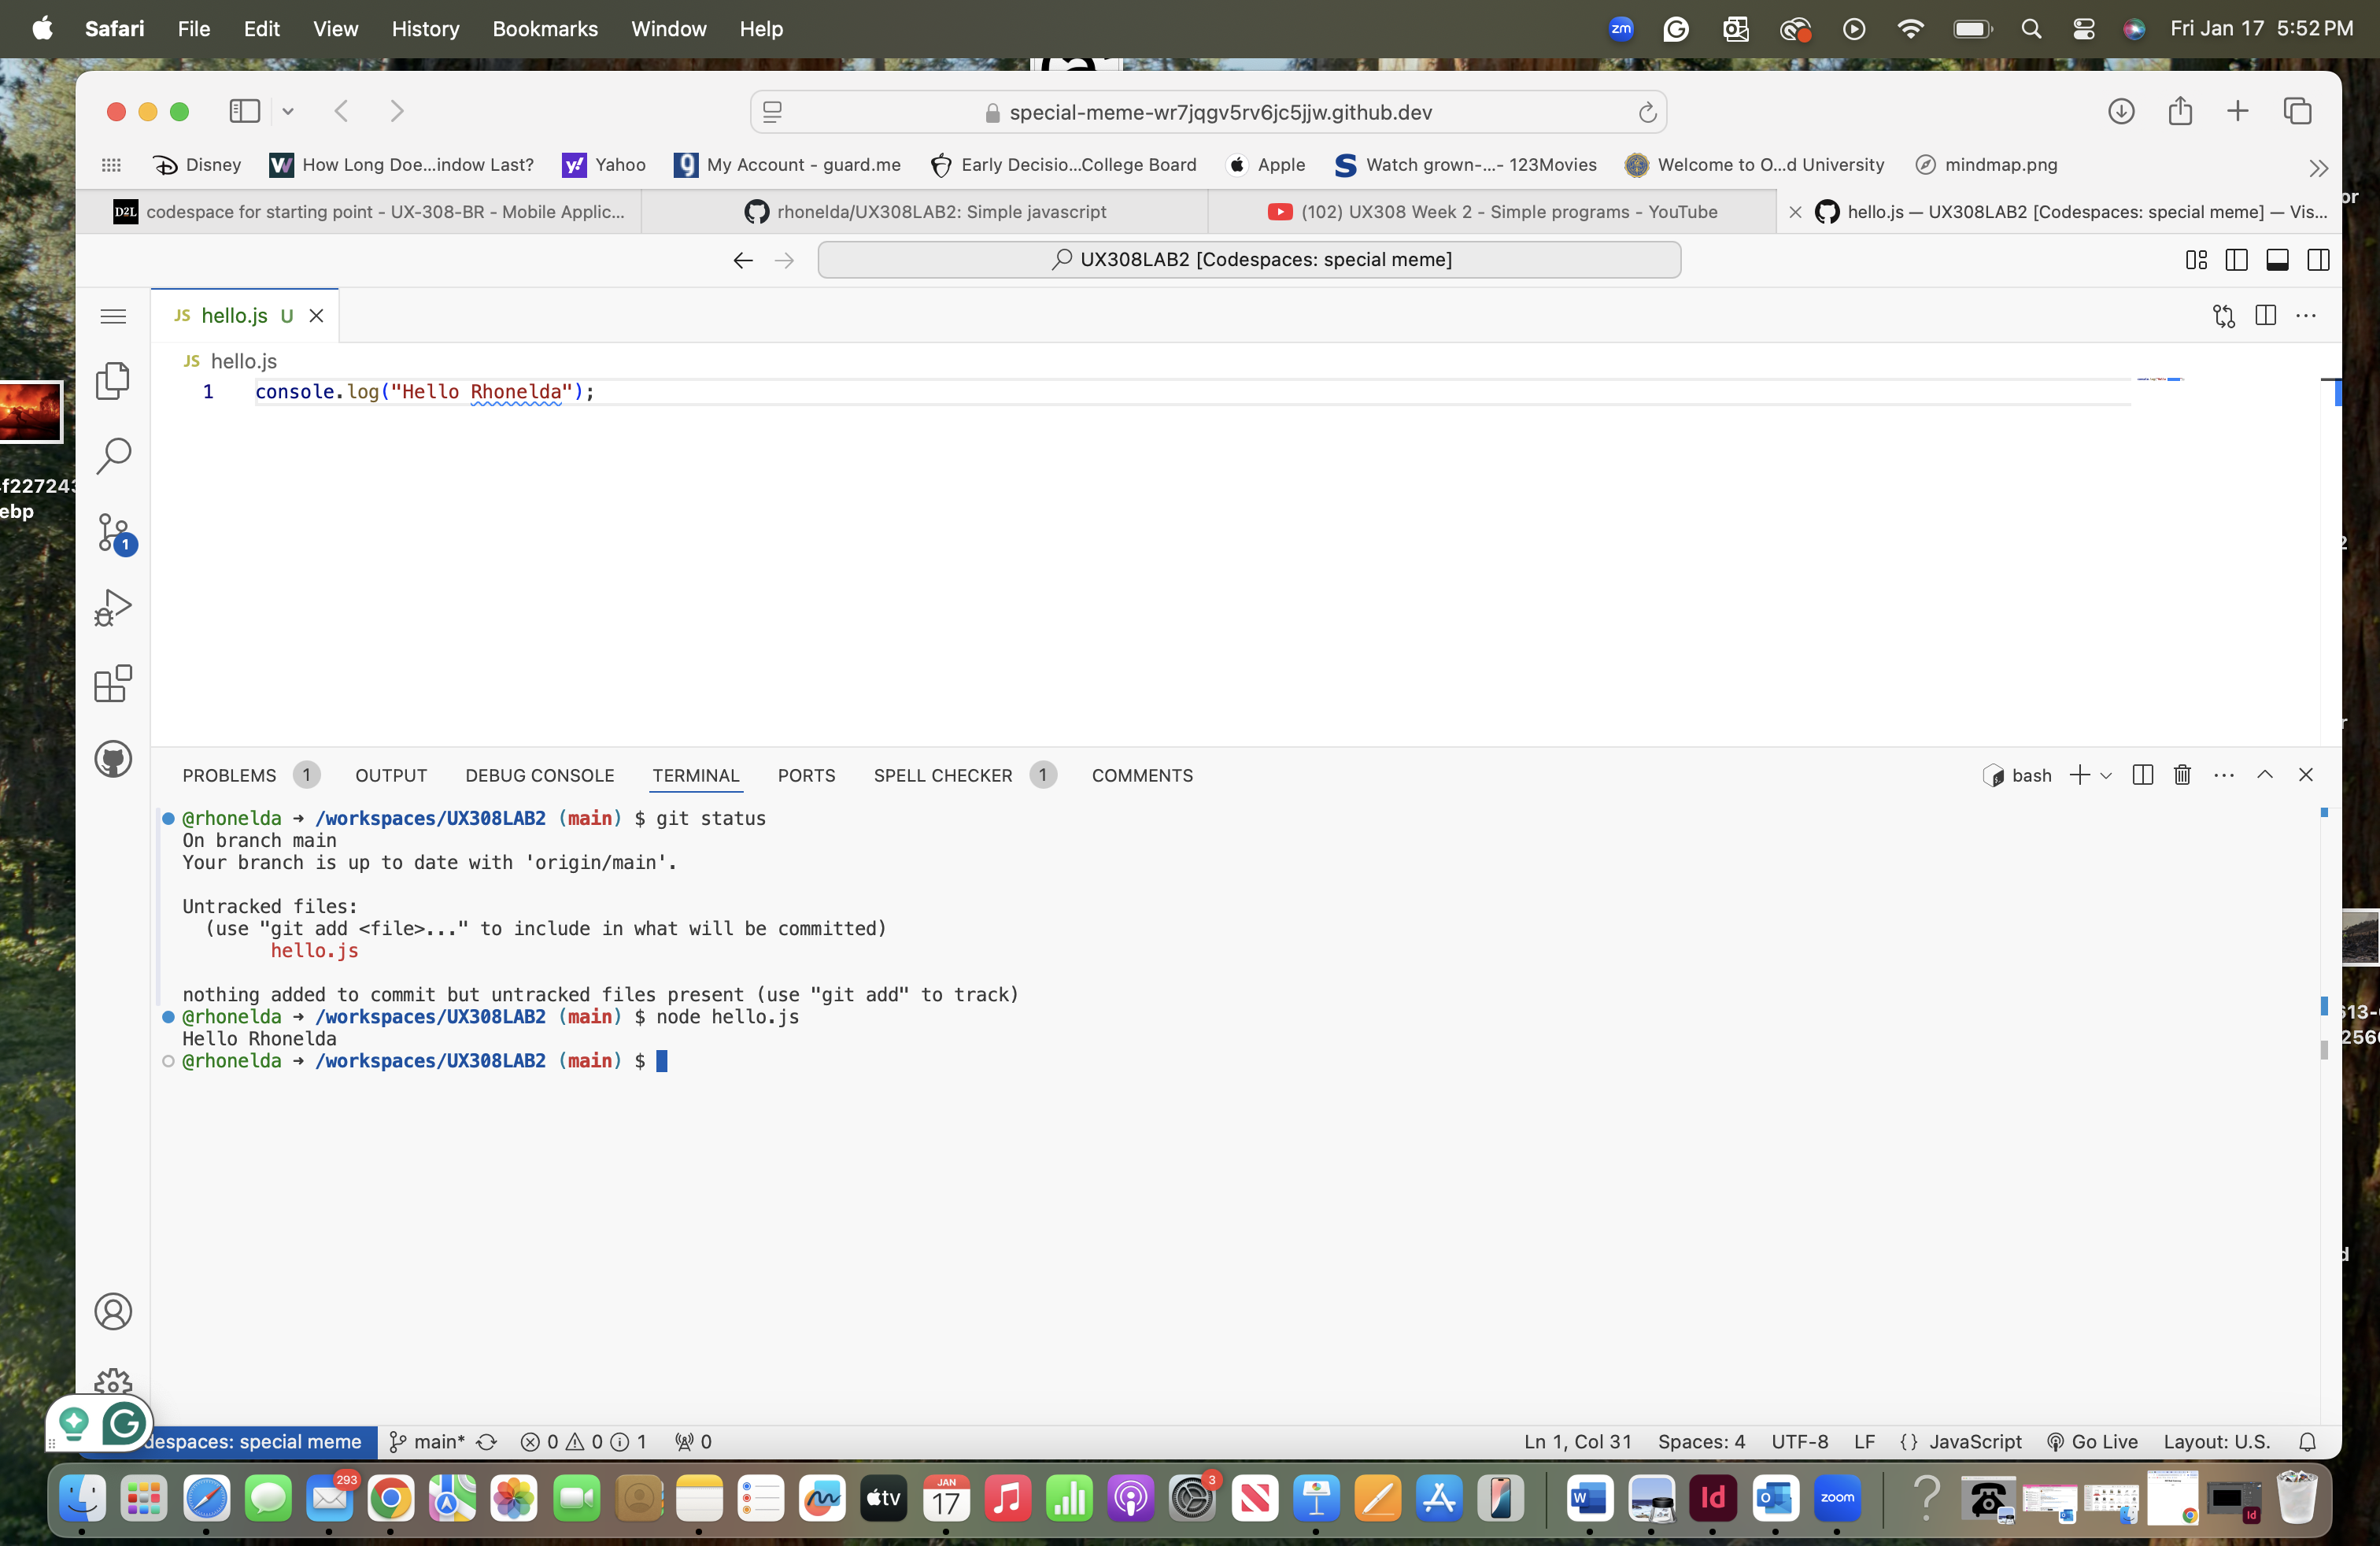 Safari File Edit View History Bookmarks Window Help zm Fri Jan 17 5:52 PM
special-meme-wr7jqgv5rv6jc5jjw.github.dev
Disney How Long Doe...indow Last? Yahoo My Account - guard.me Early Decisio...College Board Apple Watch grown-...- 123Movies Welcome to O...d University mindmap.png
D2L codespace for starting point - UX-308-BR - Mobile Applic... rhonelda/UX308LAB2: Simple javascript (102) UX308 Week 2 - Simple programs - YouTube hello.js — UX308LAB2 [Codespaces: special meme] — Vis...
UX308LAB2 [Codespaces: special meme]
JS hello.js U
JS hello.js
1 console.log("Hello Rhonelda");
1
PROBLEMS 1 OUTPUT DEBUG CONSOLE TERMINAL PORTS SPELL CHECKER 1 COMMENTS bash
@rhonelda → /workspaces/UX308LAB2 (main) $ git status
On branch main
Your branch is up to date with 'origin/main'.
Untracked files:
(use "git add <file>..." to include in what will be committed)
hello.js
nothing added to commit but untracked files present (use "git add" to track)
@rhonelda → /workspaces/UX308LAB2 (main) $ node hello.js
Hello Rhonelda
@rhonelda → /workspaces/UX308LAB2 (main) $
despaces: special meme main* 0 0 1 0 Ln 1, Col 31 Spaces: 4 UTF-8 LF {} JavaScript Go Live Layout: U.S.
293 tv JAN 17 3 W Id O zoom
f227243
ebp